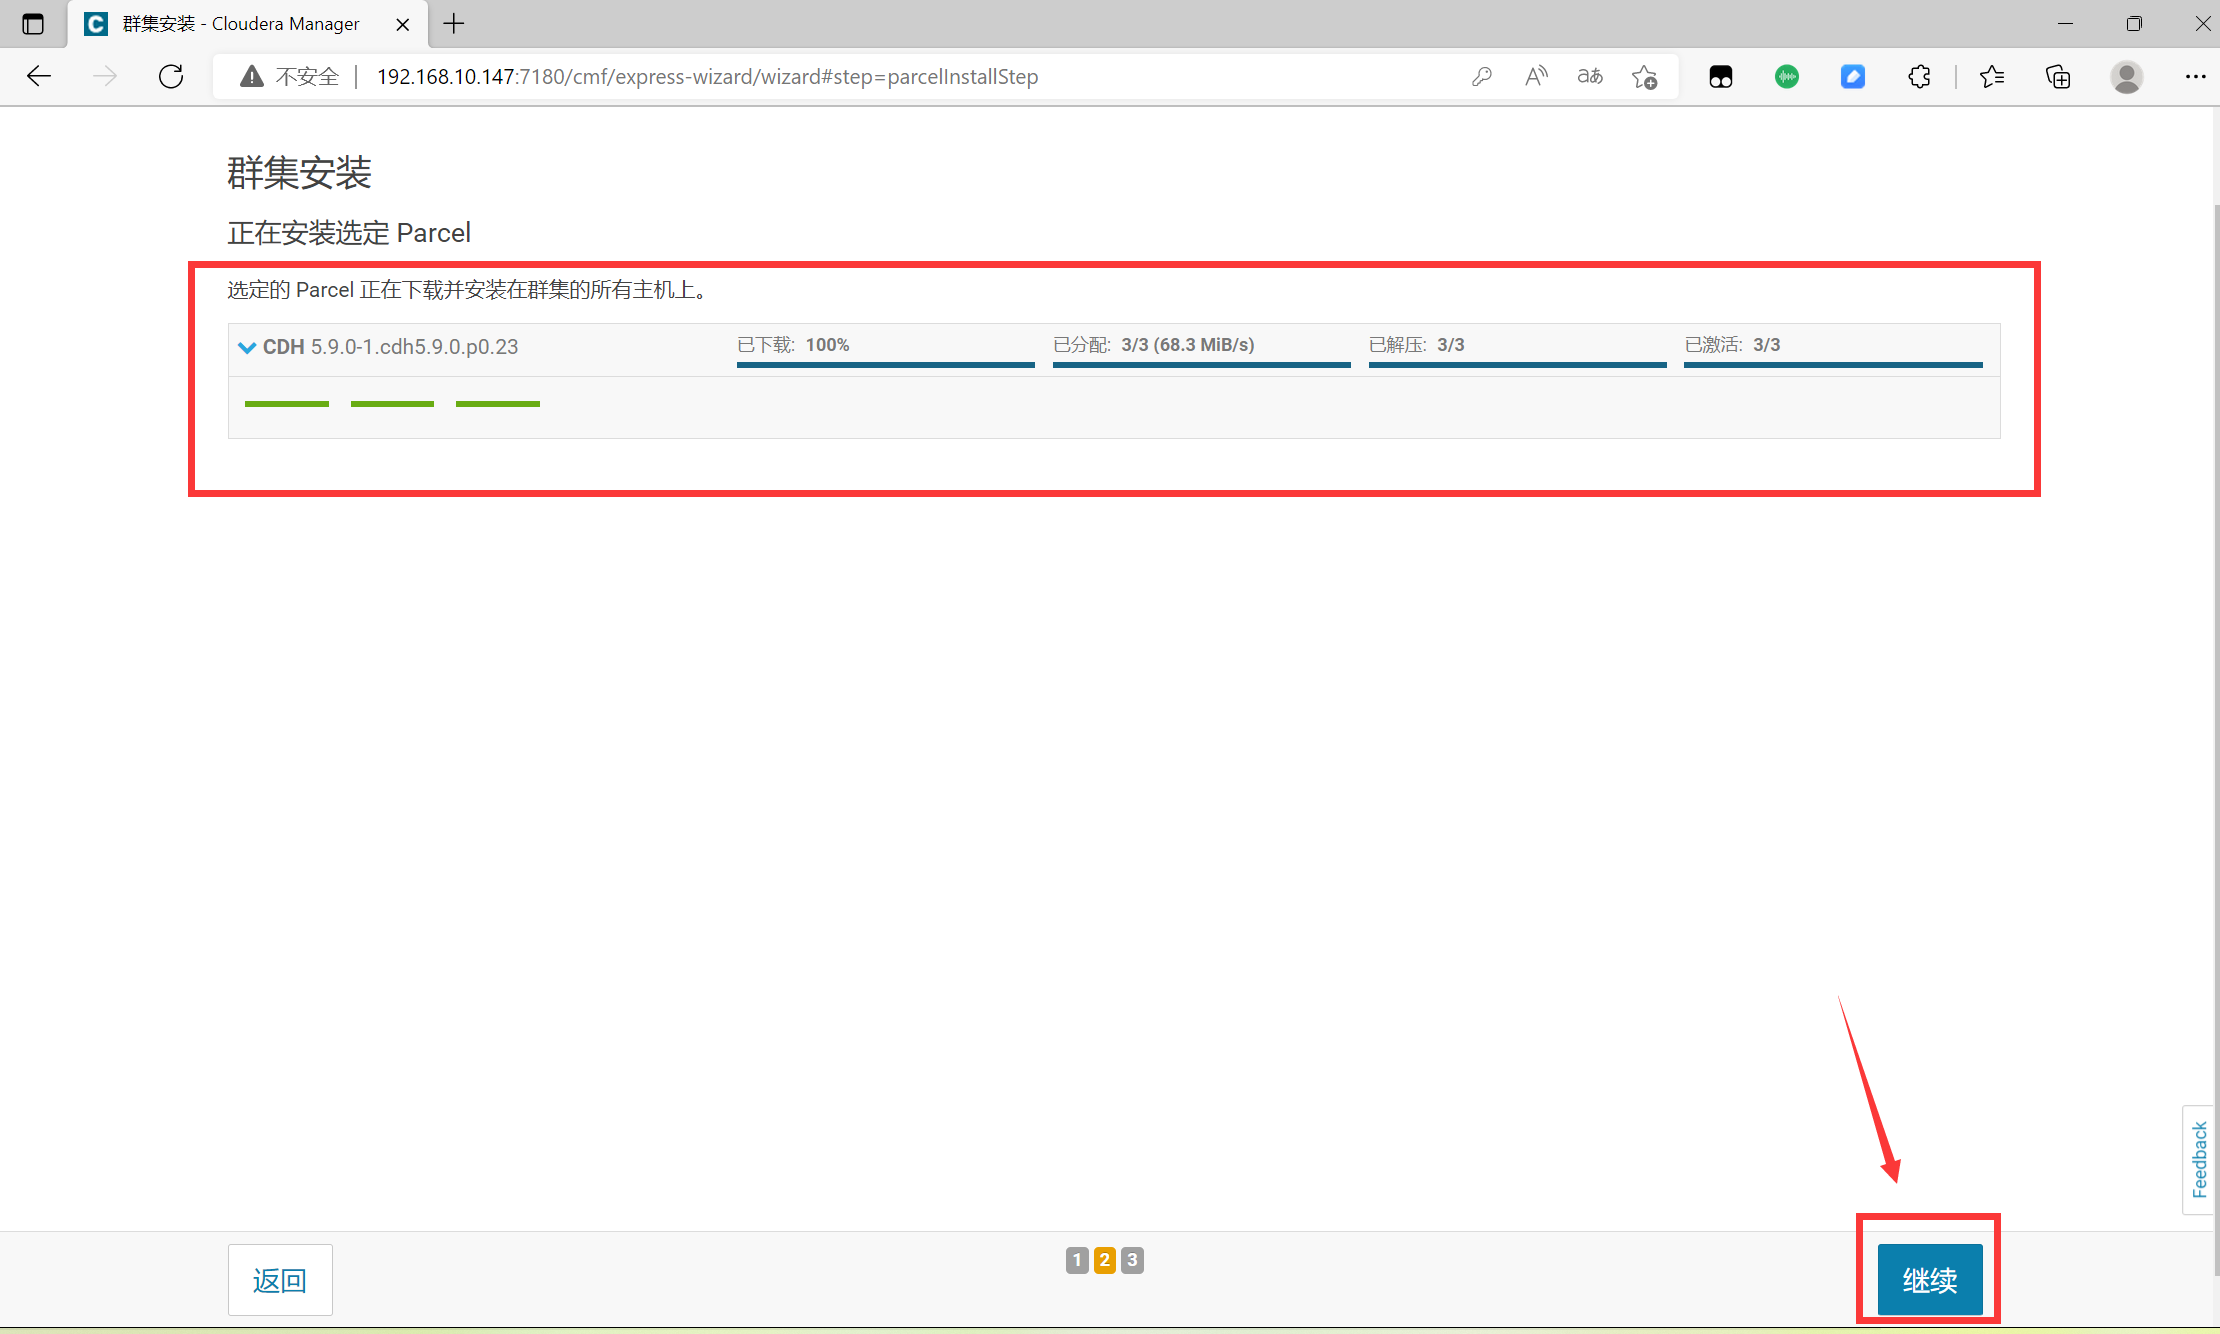 群集安装 - Cloudera Manager
不安全
192.168.10.147:7180/cmf/express-wizard/wizard#step=parcelInstallStep
aあ
群集安装
正在安装选定 Parcel
选定的 Parcel 正在下载并安装在群集的所有主机上。
CDH 5.9.0-1.cdh5.9.0.p0.23
已下载: 100%
已分配: 3/3 (68.3 MiB/s)
已解压: 3/3
已激活: 3/3
Feedback
返回
1 2 3
继续